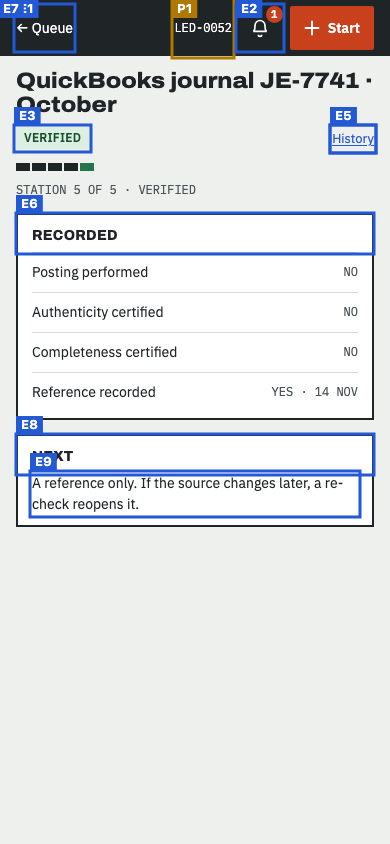 E7 E1
P1
E2
1
← Queue
LED-0052
Start
QuickBooks journal JE-7741 ·
October
E3
E5
VERIFIED
History
STATION 5 OF 5 · VERIFIED
E6
RECORDED
Posting performed NO
Authenticity certified NO
Completeness certified NO
Reference recorded YES · 14 NOV
E8
NEXT
E9
A reference only. If the source changes later, a re-
check reopens it.